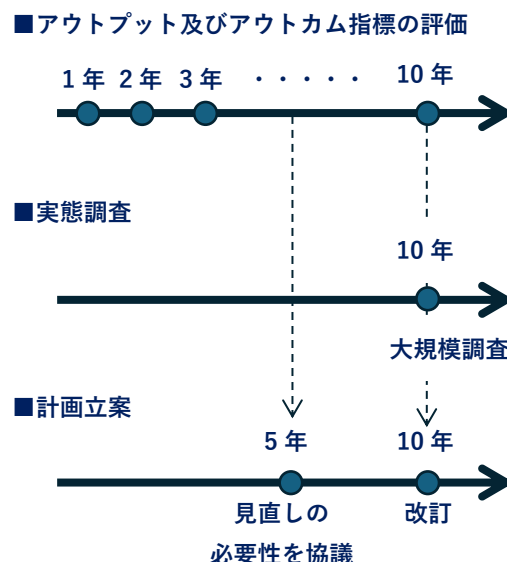 ■アウトプット及びアウトカム指標の評価
1年 2年 3年 ・・・・・ 10年
■実態調査
10年
大規模調査
■計画立案
5年 10年
見直しの 改訂
必要性を協議